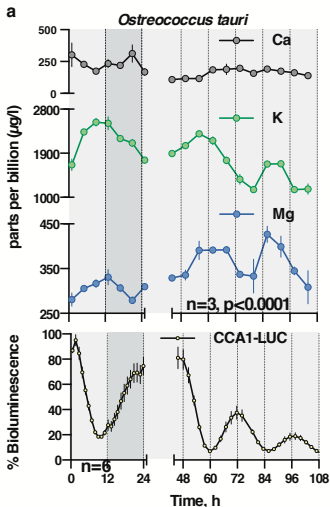 a
Ostreococcus tauri
500
250
0
Ca
2800
1900
1000
K
parts per billion (µg/l)
450
350
250
Mg
n=3, p<0.0001
100
80
60
40
20
0
% Bioluminescence
CCA1-LUC
n=6
0 12 24 48 60 72 84 96 108
Time, h